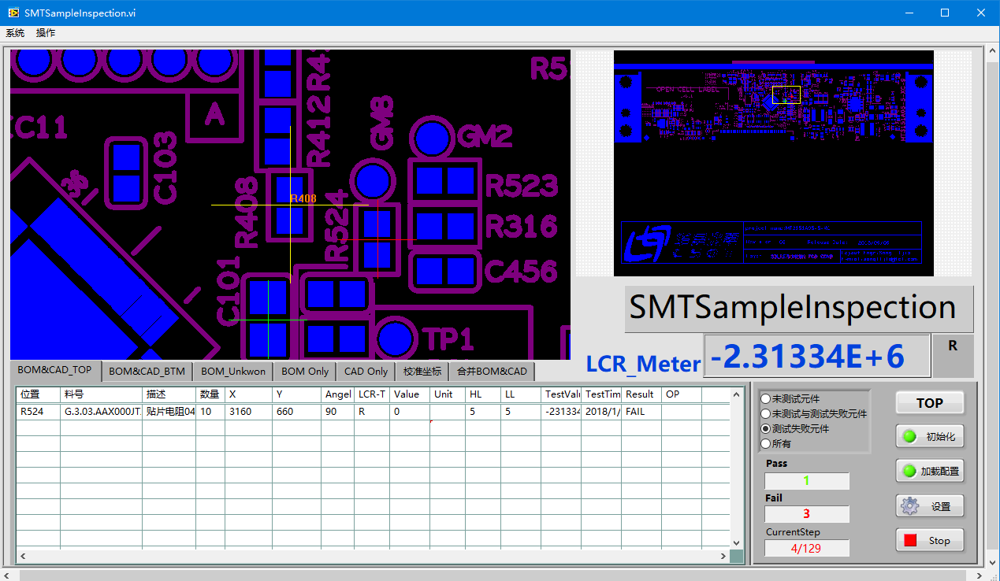 SMTSampleInspection.vi
系统 操作
R5
A
CC11
C103
R412
GM8
GM2
R523
R408
R408
R524
R316
C456
C101
TP1
OPEN CELL LABEL
SMTSampleInspection
LCR_Meter
-2.31334E+6
R
BOM&CAD_TOP BOM&CAD_BTM BOM_Unkwon BOM Only CAD Only 校准坐标 合并BOM&CAD
位置 料号 描述 数量 X Y Angel LCR-T Value Unit HL LL TestValu TestTim Result OP
R524 G.3.03.AAX000JT. 贴片电阻04 10 3160 660 90 R 0 5 5 -231334 2018/1/ FAIL
未测试元件
未测试与测试失败元件
测试失败元件
所有
Pass
1
Fail
3
CurrentStep
4/129
TOP
初始化
加载配置
设置
Stop